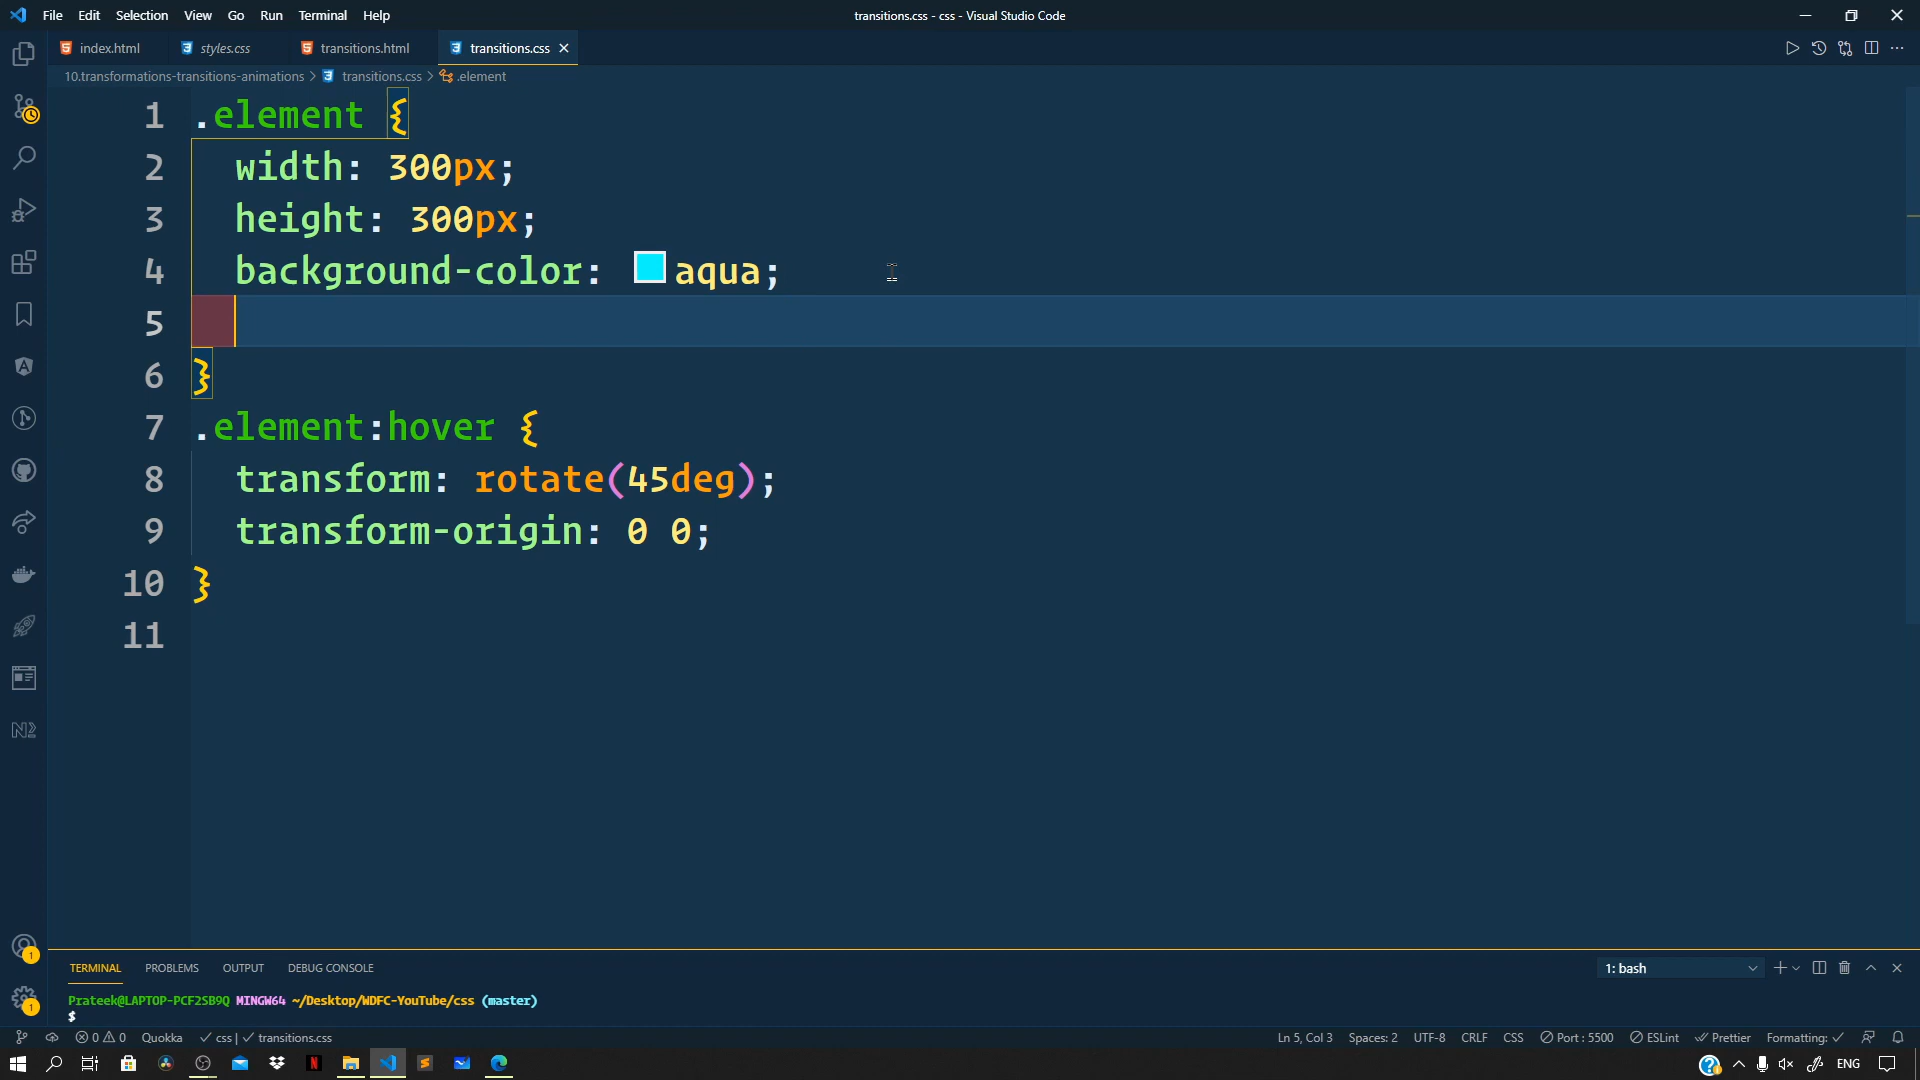 File Edit Selection View Go Run Terminal Help
transitions.css - css - Visual Studio Code
index.html styles.css transitions.html transitions.css
10.transformations-transitions-animations > transitions.css > .element
1 .element {
2 width: 300px;
3 height: 300px;
4 background-color: aqua;
5
6 }
7 .element:hover {
8 transform: rotate(45deg);
9 transform-origin: 0 0;
10 }
11
TERMINAL PROBLEMS OUTPUT DEBUG CONSOLE
1: bash
Prateek@LAPTOP-PCF2SB9Q MINGW64 ~/Desktop/WDFC-YouTube/css (master)
$
0 0 Quokka css | transitions.css
Ln 5, Col 3 Spaces: 2 UTF-8 CRLF CSS Port : 5500 ESLint Prettier Formatting:
ENG